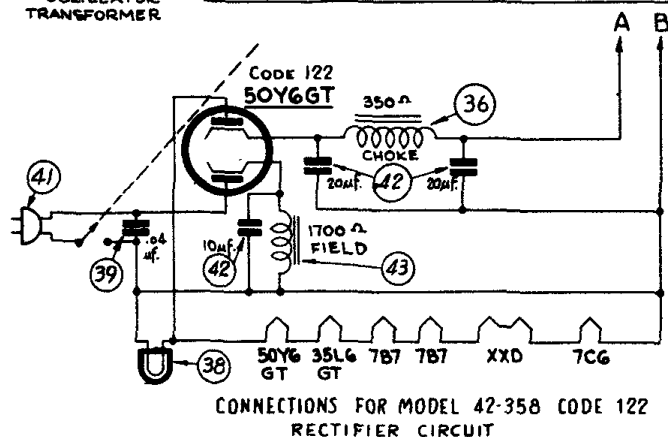 TRANSFORMER
A B
CODE 122
50Y6GT
350 Ω
36
CHOKE
20µf.
42
20µf.
41
39
.04
µf.
10µf.
42
1700 Ω
FIELD
43
38
50Y6
GT
35L6
GT
7B7
7B7
XXD
7C6
CONNECTIONS FOR MODEL 42-358 CODE 122
RECTIFIER CIRCUIT